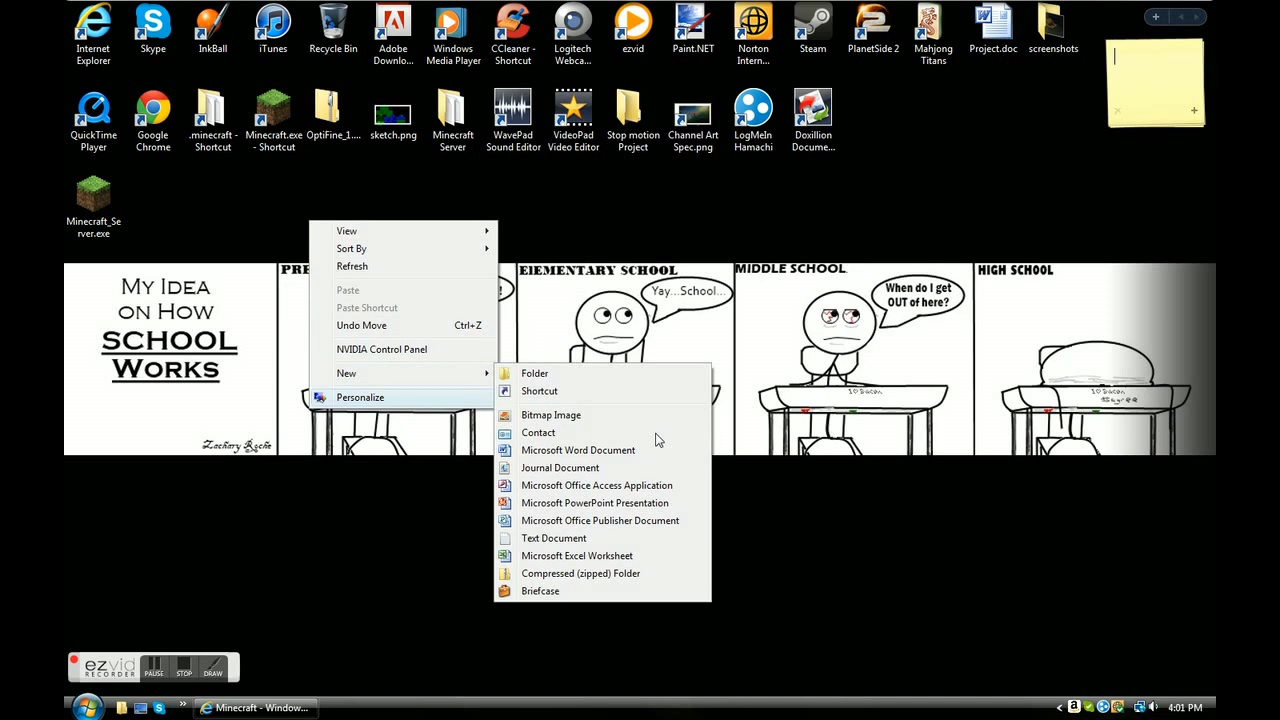 Internet
Explorer
Skype
InkBall
iTunes
Recycle Bin
Adobe
Downlo...
Windows
Media Player
CCleaner -
Shortcut
Logitech
Webca...
ezvid
Paint.NET
Norton
Intern...
Steam
PlanetSide 2
Mahjong
Titans
Project.doc
screenshots
QuickTime
Player
Google
Chrome
.minecraft -
Shortcut
Minecraft.exe
- Shortcut
OptiFine_1....
sketch.png
Minecraft
Server
WavePad
Sound Editor
VideoPad
Video Editor
Stop motion
Project
Channel Art
Spec.png
LogMeIn
Hamachi
Doxillion
Docume...
Minecraft_Se
rver.exe
View
Sort By
Refresh
Paste
Paste Shortcut
Undo Move Ctrl+Z
NVIDIA Control Panel
New
Personalize
Folder
Shortcut
Bitmap Image
Contact
Microsoft Word Document
Journal Document
Microsoft Office Access Application
Microsoft PowerPoint Presentation
Microsoft Office Publisher Document
Text Document
Microsoft Excel Worksheet
Compressed (zipped) Folder
Briefcase
MY IDEA
ON HOW
SCHOOL
WORKS
Zachary Roche
PRE
ELEMENTARY SCHOOL
Yay...School...
MIDDLE SCHOOL
When do I get
OUT of here?
HIGH SCHOOL
ezvid
RECORDER
PAUSE
STOP
DRAW
Minecraft - Window...
4:01 PM